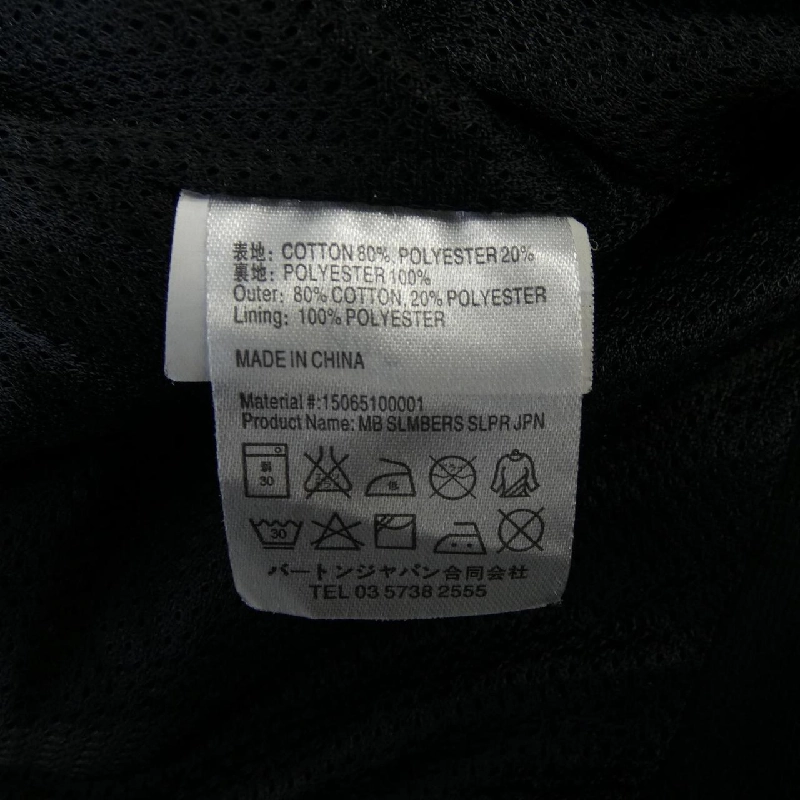 表地: COTTON 80%, POLYESTER 20%
裏地: POLYESTER 100%
Outer: 80% COTTON, 20% POLYESTER
Lining: 100% POLYESTER
MADE IN CHINA
Material #:15065100001
Product Name: MB SLMBERS SLPR JPN
弱 30 低
30
バートンジャパン合同会社
TEL 03 5738 2555